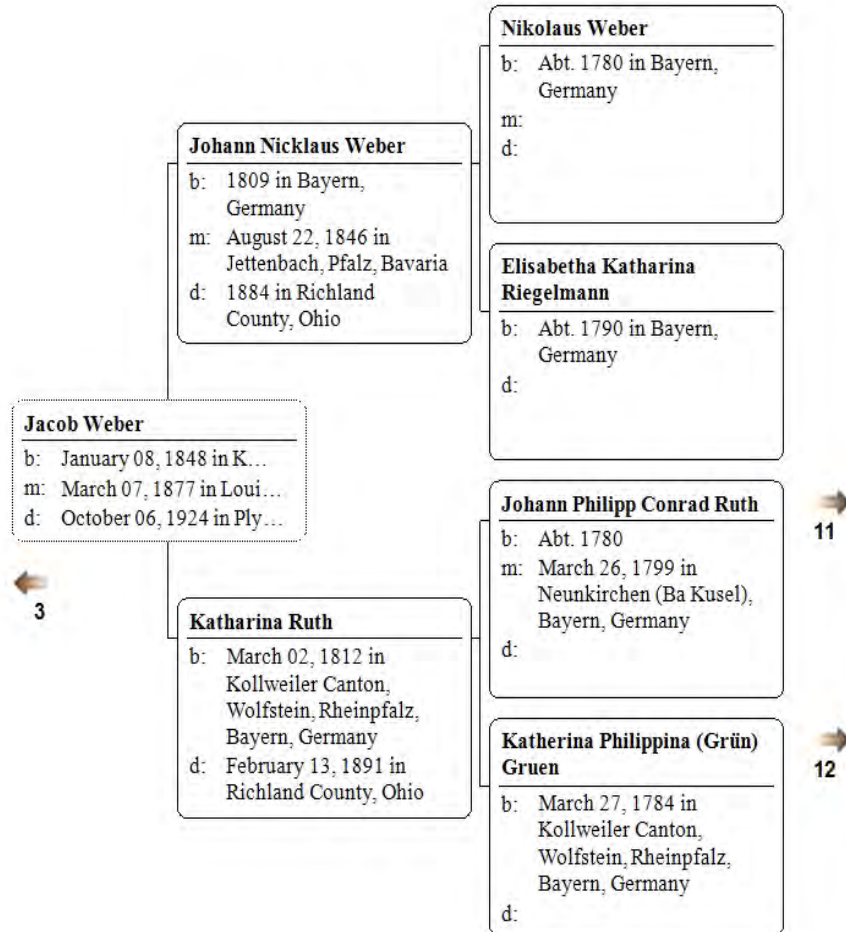 Nikolaus Weber
b: Abt. 1780 in Bayern,
Germany
m:
d:
Johann Nicklaus Weber
b: 1809 in Bayern,
Germany
m: August 22, 1846 in
Jettenbach, Pfalz, Bavaria
d: 1884 in Richland
County, Ohio
Elisabetha Katharina
Riegelmann
b: Abt. 1790 in Bayern,
Germany
d:
Jacob Weber
b: January 08, 1848 in K...
m: March 07, 1877 in Loui...
d: October 06, 1924 in Ply...
3
Johann Philipp Conrad Ruth
b: Abt. 1780
m: March 26, 1799 in
Neunkirchen (Ba Kusel),
Bayern, Germany
d:
11
Katharina Ruth
b: March 02, 1812 in
Kollweiler Canton,
Wolfstein, Rheinpfalz,
Bayern, Germany
d: February 13, 1891 in
Richland County, Ohio
Katherina Philippina (Grün)
Gruen
b: March 27, 1784 in
Kollweiler Canton,
Wolfstein, Rheinpfalz,
Bayern, Germany
d:
12